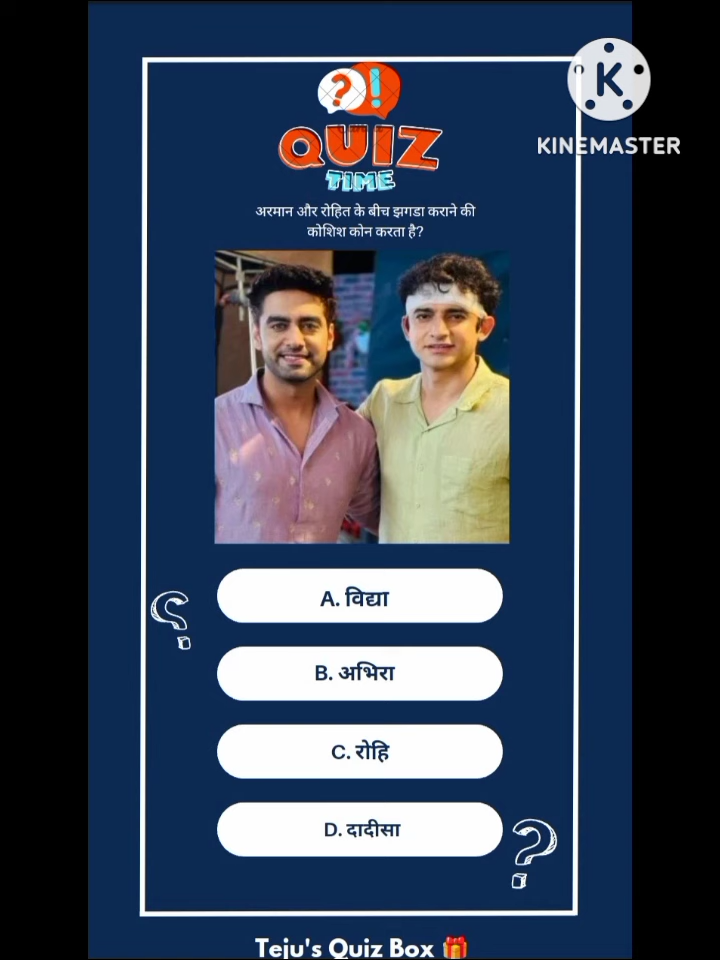 ?!
QUIZ
TIME
K
KINEMASTER
अरमान और रोहित के बीच झगडा कराने की
कोशिश कोन करता है?
A. विद्या
?
B. अभिरा
C. रोहि
D. दादीसा
?
Teju's Quiz Box 🎁